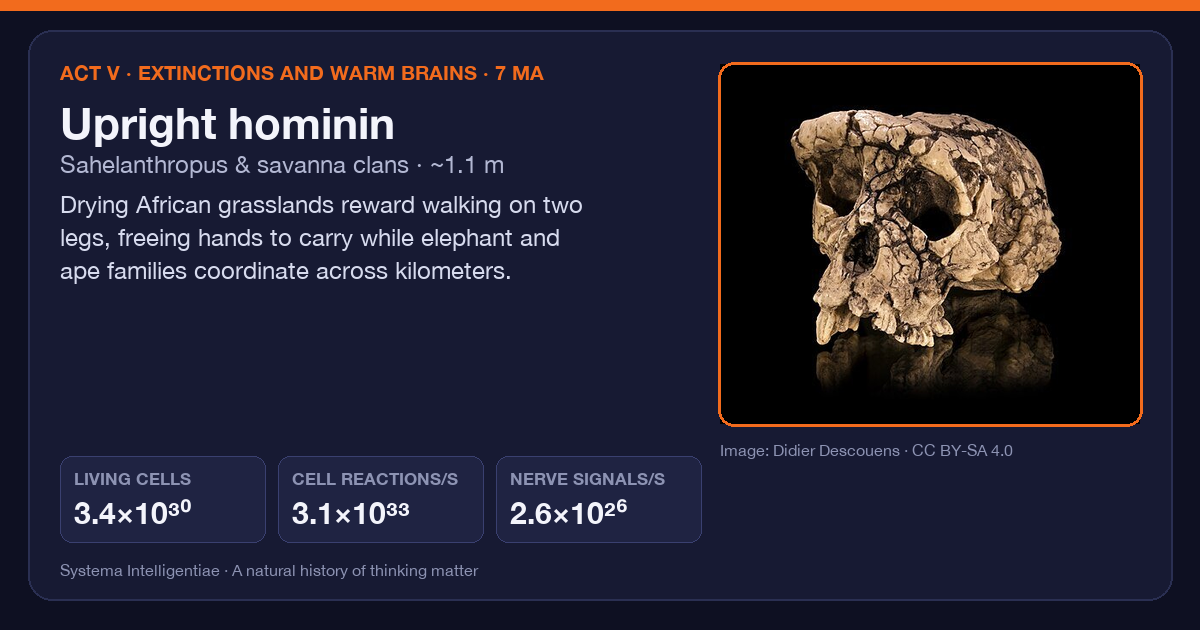 ACT V · EXTINCTIONS AND WARM BRAINS · 7 MA
Upright hominin
Sahelanthropus & savanna clans · ~1.1 m
Drying African grasslands reward walking on two
legs, freeing hands to carry while elephant and
ape families coordinate across kilometers.
Image: Didier Descouens · CC BY-SA 4.0
LIVING CELLS
3.4×10³⁰
CELL REACTIONS/S
3.1×10³³
NERVE SIGNALS/S
2.6×10²⁶
Systema Intelligentiae · A natural history of thinking matter